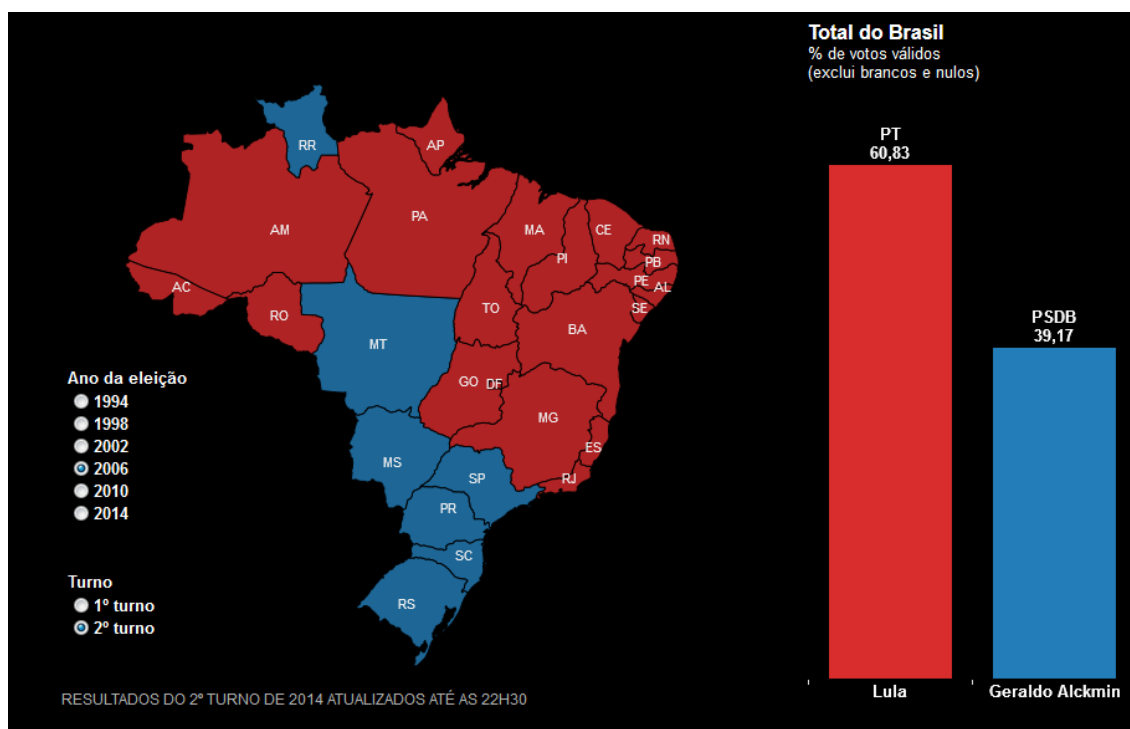 Total do Brasil
% de votos válidos
(exclui brancos e nulos)
PT
60,83
PSDB
39,17
Lula
Geraldo Alckmin
RR
AP
AM
PA
MA
CE
RN
PI
PB
PE
AL
AC
SE
RO
TO
BA
MT
GO
DF
MG
ES
MS
SP
RJ
PR
SC
RS
Ano da eleição
1994
1998
2002
2006
2010
2014
Turno
1º turno
2º turno
RESULTADOS DO 2º TURNO DE 2014 ATUALIZADOS ATÉ AS 22H30